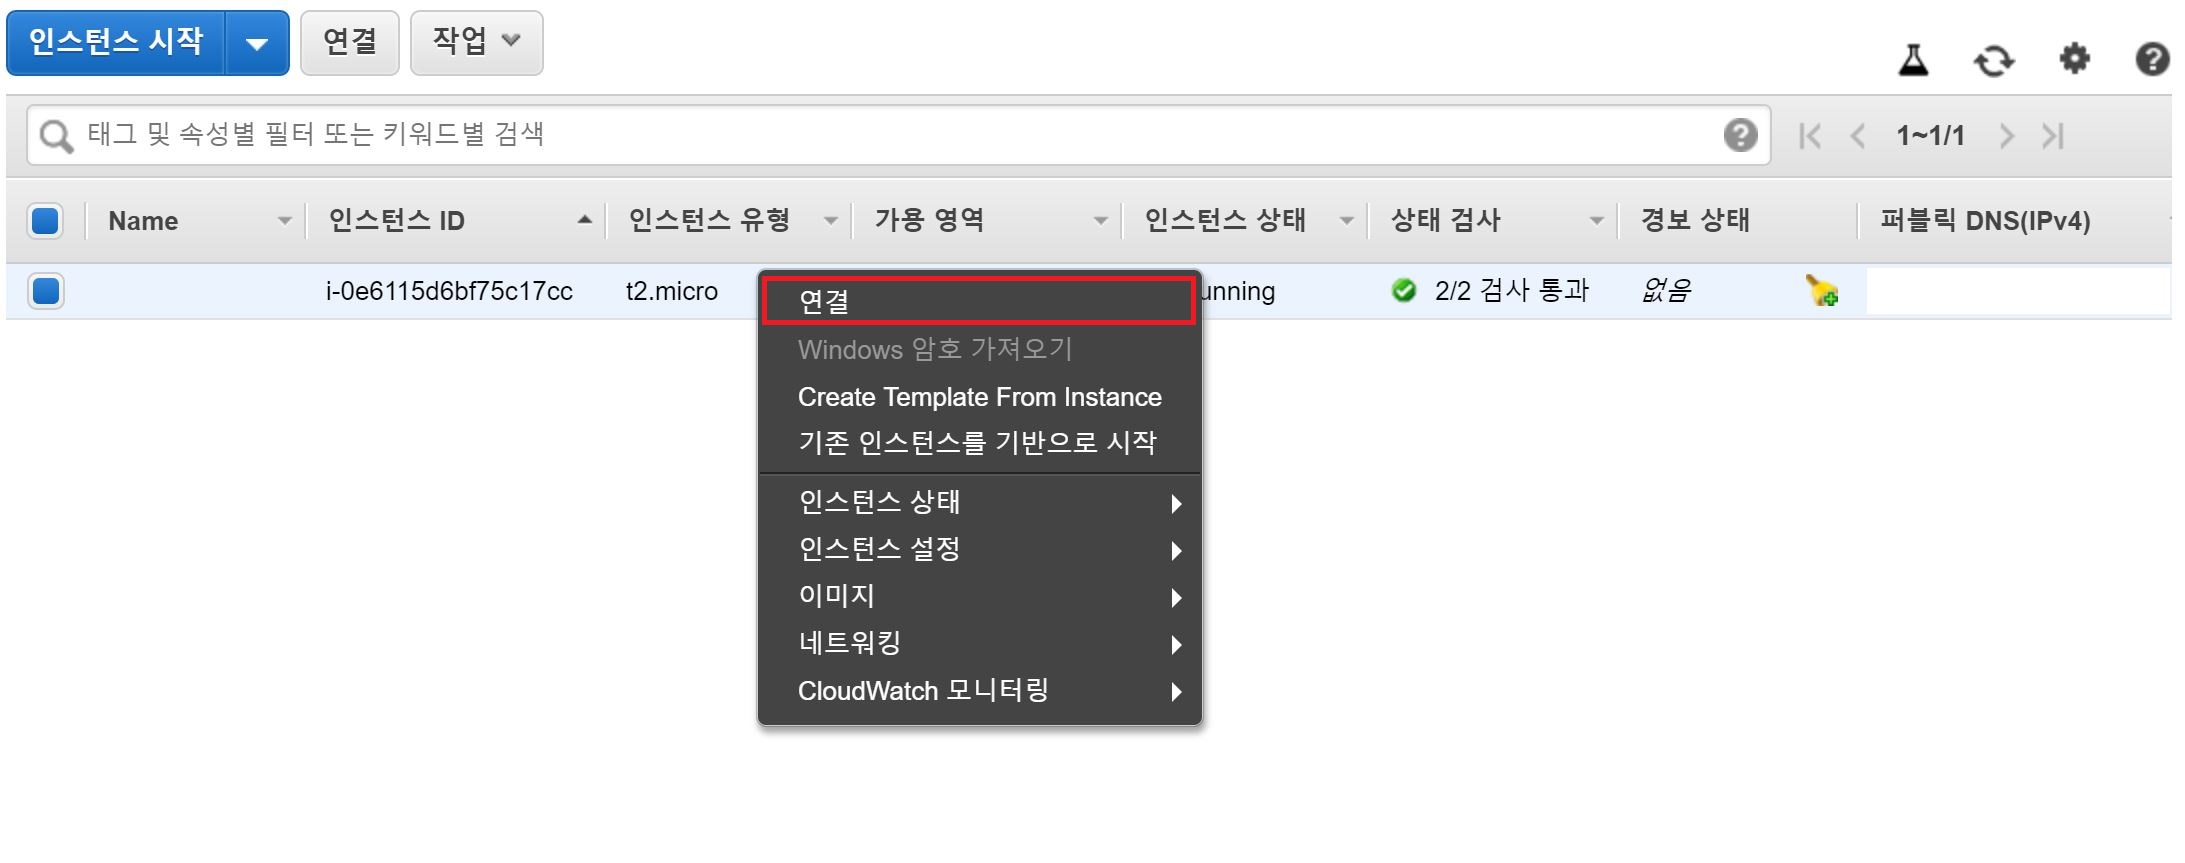 인스턴스 시작
연결
작업
태그 및 속성별 필터 또는 키워드별 검색
1~1/1
Name
인스턴스 ID
인스턴스 유형
가용 영역
인스턴스 상태
상태 검사
경보 상태
퍼블릭 DNS(IPv4)
i-0e6115d6bf75c17cc
t2.micro
unning
2/2 검사 통과
없음
연결
Windows 암호 가져오기
Create Template From Instance
기존 인스턴스를 기반으로 시작
인스턴스 상태
인스턴스 설정
이미지
네트워킹
CloudWatch 모니터링